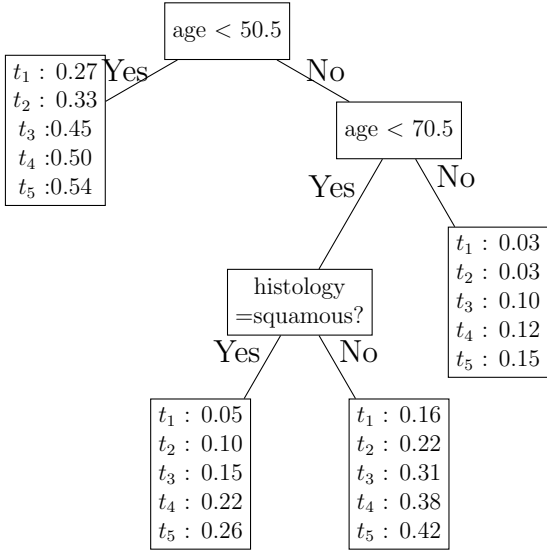 age < 50.5
Yes
No
t₁ : 0.27
t₂ : 0.33
t₃ :0.45
t₄ :0.50
t₅ :0.54
age < 70.5
Yes
No
t₁ : 0.03
t₂ : 0.03
t₃ : 0.10
t₄ : 0.12
t₅ : 0.15
histology
=squamous?
Yes
No
t₁ : 0.05
t₂ : 0.10
t₃ : 0.15
t₄ : 0.22
t₅ : 0.26
t₁ : 0.16
t₂ : 0.22
t₃ : 0.31
t₄ : 0.38
t₅ : 0.42